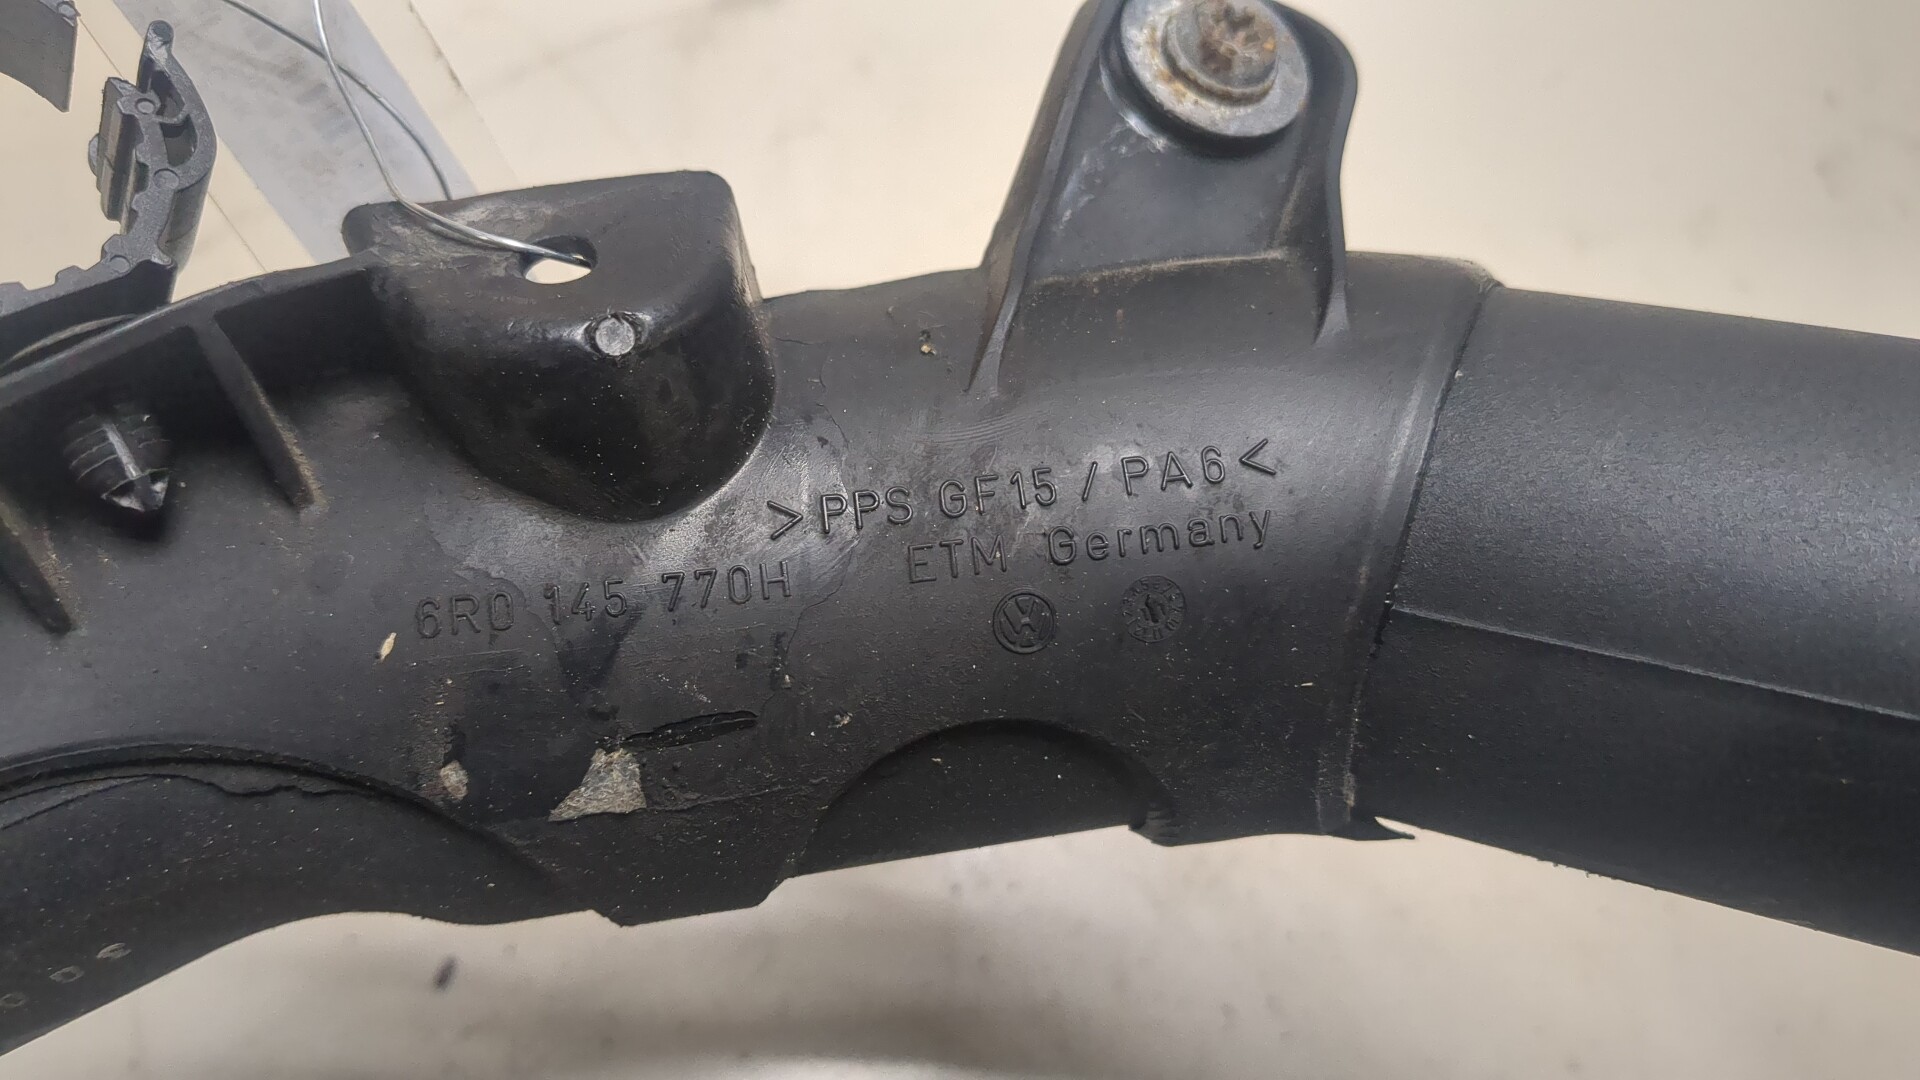 >PPS GF15 / PA6<
ETM Germany
6R0 145 770H